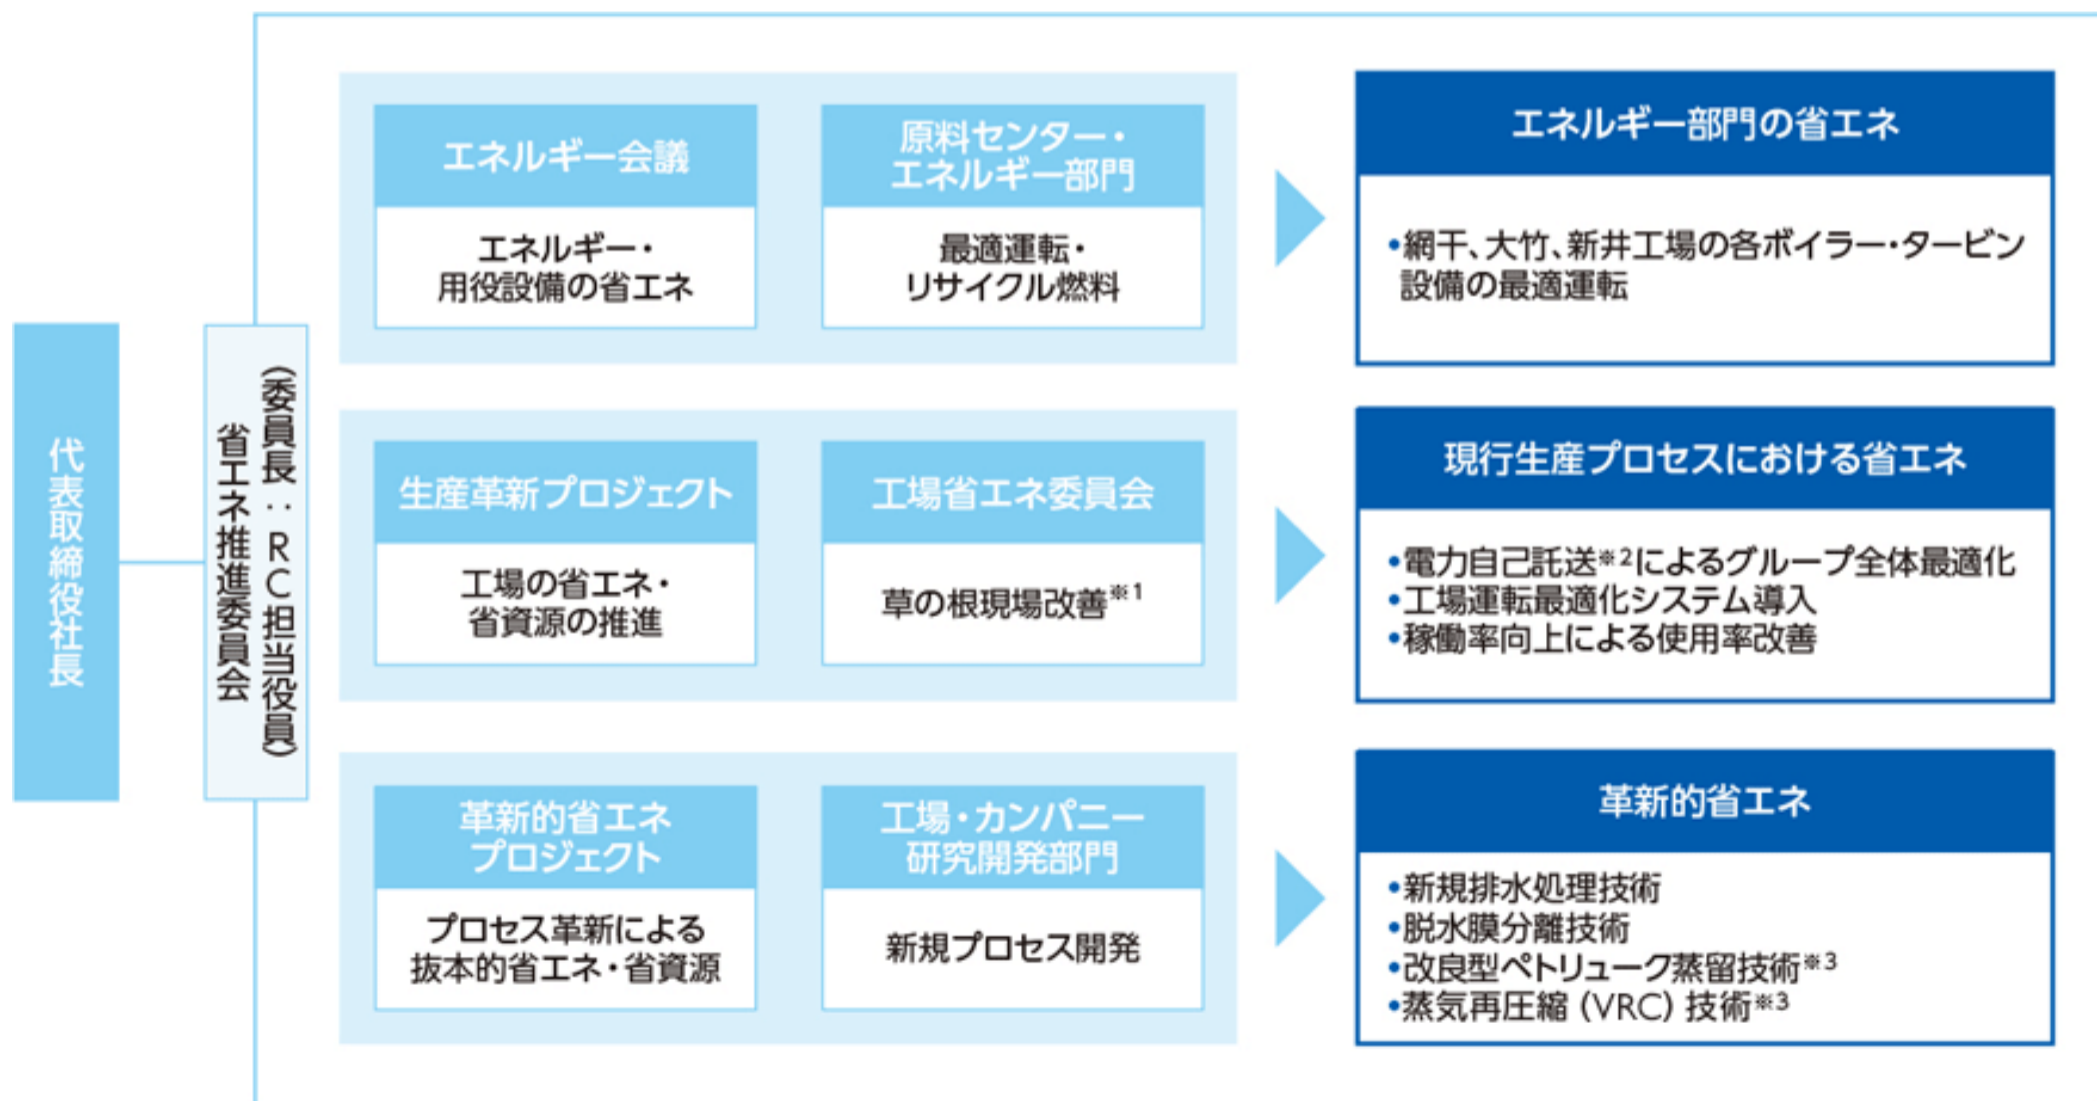 代表取締役社長
省エネ推進委員会
（委員長：RC担当役員）
エネルギー会議
エネルギー・
用役設備の省エネ
原料センター・
エネルギー部門
最適運転・
リサイクル燃料
エネルギー部門の省エネ
•網干、大竹、新井工場の各ボイラー・タービン
設備の最適運転
生産革新プロジェクト
工場の省エネ・
省資源の推進
工場省エネ委員会
草の根現場改善※1
現行生産プロセスにおける省エネ
•電力自己託送※2によるグループ全体最適化
•工場運転最適化システム導入
•稼働率向上による使用率改善
革新的省エネ
プロジェクト
プロセス革新による
抜本的省エネ・省資源
工場・カンパニー
研究開発部門
新規プロセス開発
革新的省エネ
•新規排水処理技術
•脱水膜分離技術
•改良型ペトリューク蒸留技術※3
•蒸気再圧縮（VRC）技術※3